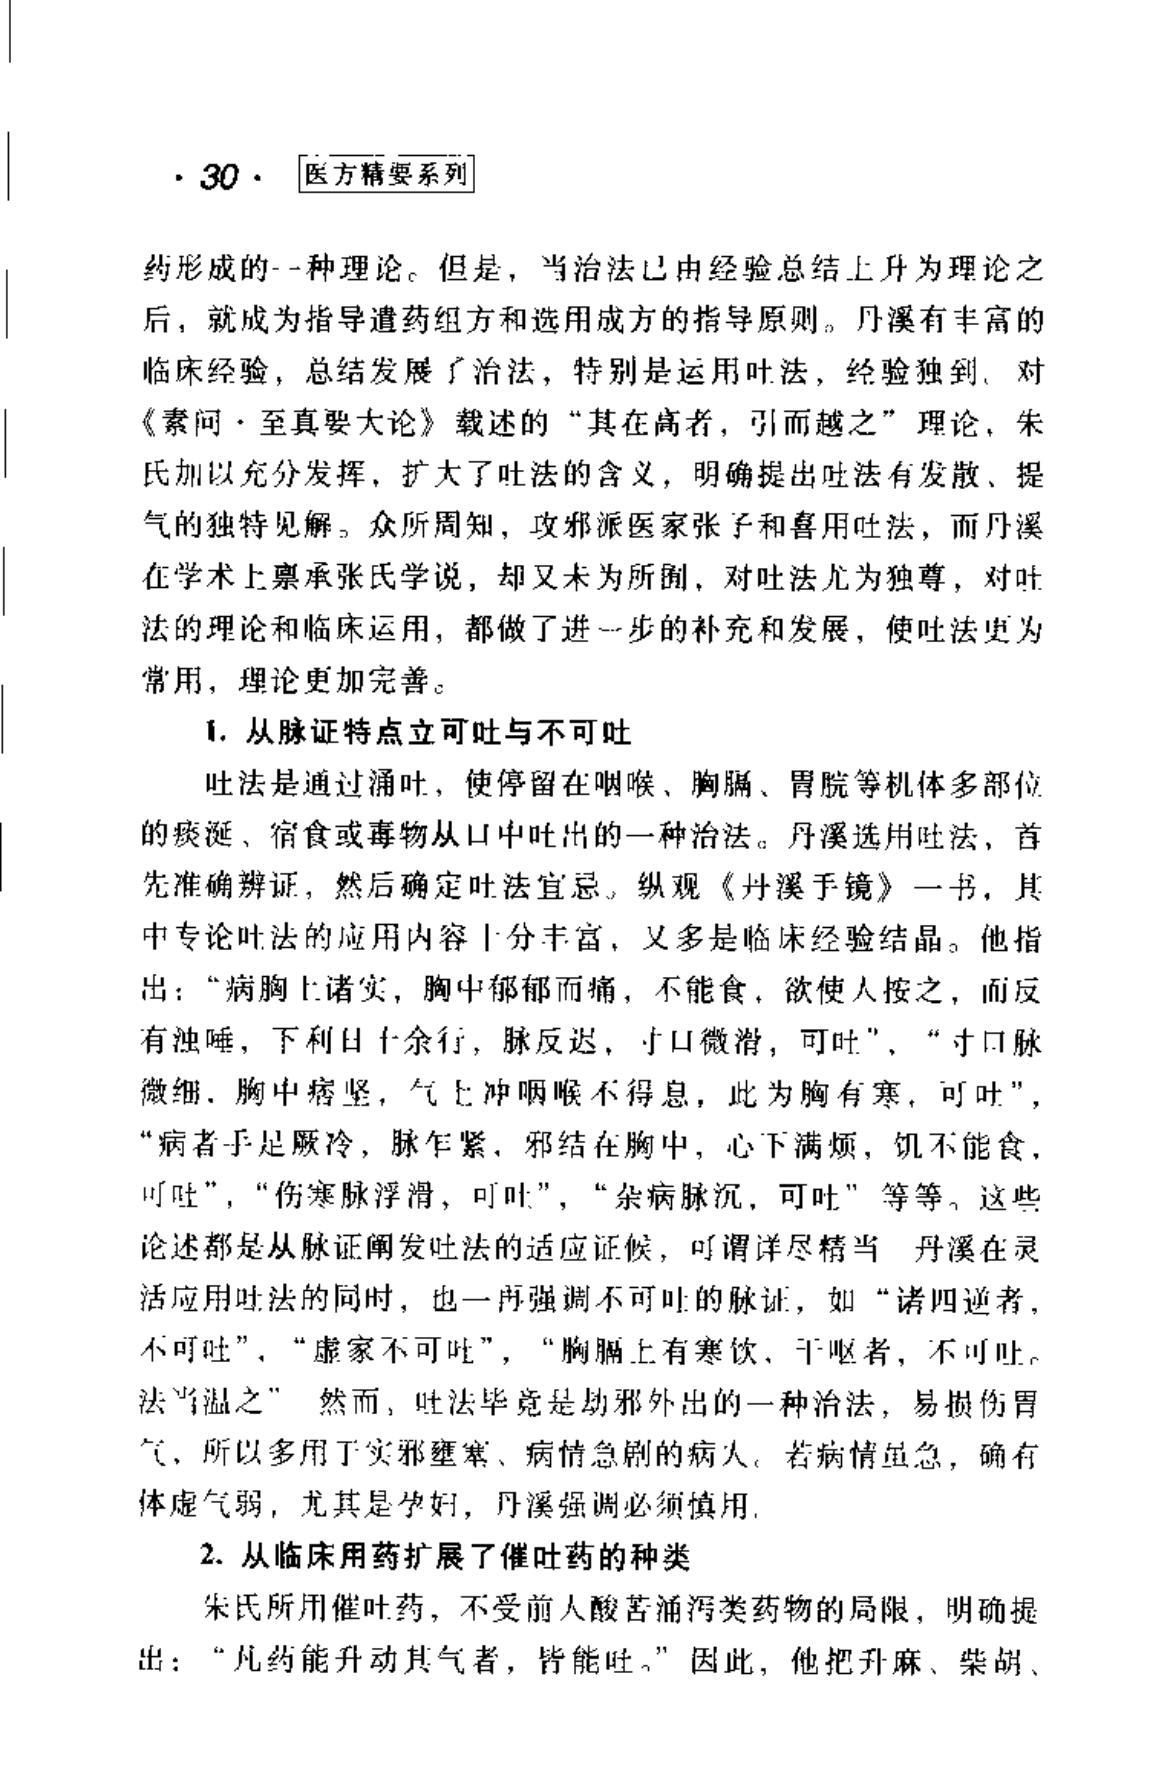 · 30 · 医方精要系列
药形成的一种理论。但是，当治法已由经验总结上升为理论之
后，就成为指导遣药组方和选用成方的指导原则。丹溪有丰富的
临床经验，总结发展了治法，特别是运用吐法，经验独到。对
《素问·至真要大论》载述的“其在高者，引而越之”理论，朱
氏加以充分发挥，扩大了吐法的含义，明确提出吐法有发散、提
气的独特见解。众所周知，攻邪派医家张子和喜用吐法，而丹溪
在学术上禀承张氏学说，却又未为所囿，对吐法尤为独尊，对吐
法的理论和临床运用，都做了进一步的补充和发展，使吐法更为
常用，理论更加完善。
1. 从脉证特点立可吐与不可吐
吐法是通过涌吐，使停留在咽喉、胸膈、胃脘等机体多部位
的痰涎、宿食或毒物从口中吐出的一种治法。丹溪选用吐法，首
先准确辨证，然后确定吐法宜忌。纵观《丹溪手镜》一书，其
中专论吐法的应用内容十分丰富，又多是临床经验结晶。他指
出：“病胸上诸实，胸中郁郁而痛，不能食，欲使人按之，而反
有浊唾，下利日十余行，脉反迟，寸口微滑，可吐”，“寸口脉
微细，胸中痞坚，气上冲咽喉不得息，此为胸有寒，可吐”，
“病者手足厥冷，脉乍紧，邪结在胸中，心下满烦，饥不能食，
可吐”，“伤寒脉浮滑，可吐”，“杂病脉沉，可吐”等等。这些
论述都是从脉证阐发吐法的适应证候，可谓详尽精当 丹溪在灵
活应用吐法的同时，也一再强调不可吐的脉证，如“诸四逆者，
不可吐”，“虚家不可吐”，“胸膈上有寒饮、干呕者，不可吐。
法当温之” 然而，吐法毕竟是劫邪外出的一种治法，易损伤胃
气，所以多用于实邪壅塞、病情急剧的病人。若病情虽急，确有
体虚气弱，尤其是孕妇，丹溪强调必须慎用。
2. 从临床用药扩展了催吐药的种类
朱氏所用催吐药，不受前人酸苦涌泻类药物的局限，明确提
出：“凡药能升动其气者，皆能吐。”因此，他把升麻、柴胡、